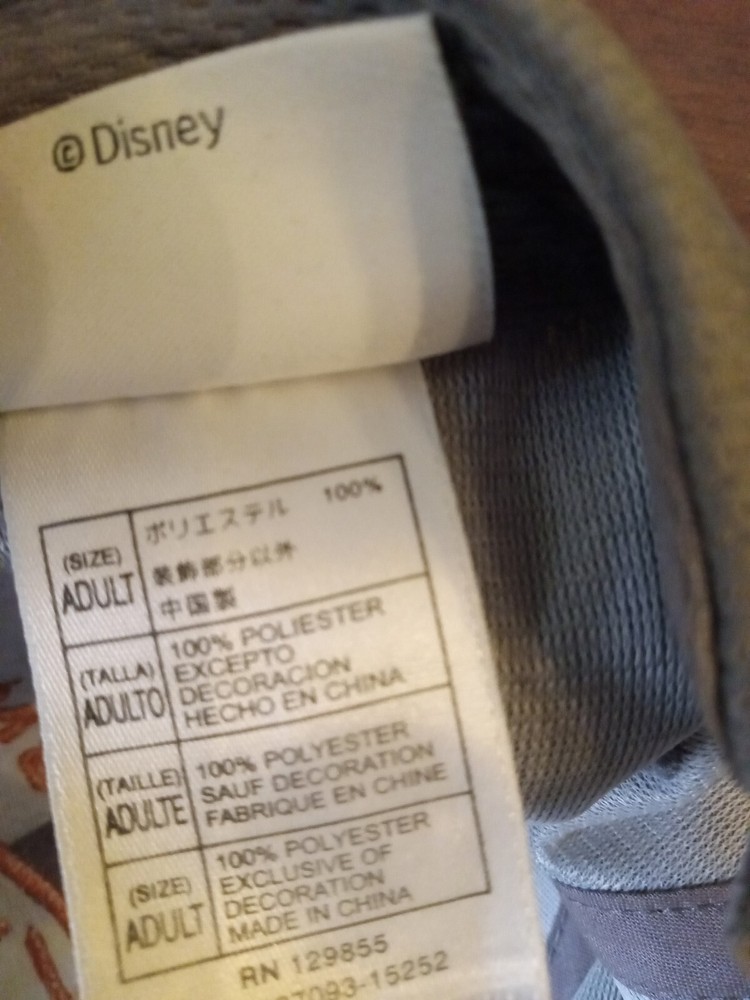 ©Disney
(SIZE)
ADULT
ポリエステル 100%
装飾部分以外
中国製
(TALLA)
ADULTO
100% POLIESTER
EXCEPTO
DECORACION
HECHO EN CHINA
(TAILLE)
ADULTE
100% POLYESTER
SAUF DECORATION
FABRIQUE EN CHINE
(SIZE)
ADULT
100% POLYESTER
EXCLUSIVE OF
DECORATION
MADE IN CHINA
RN 129855